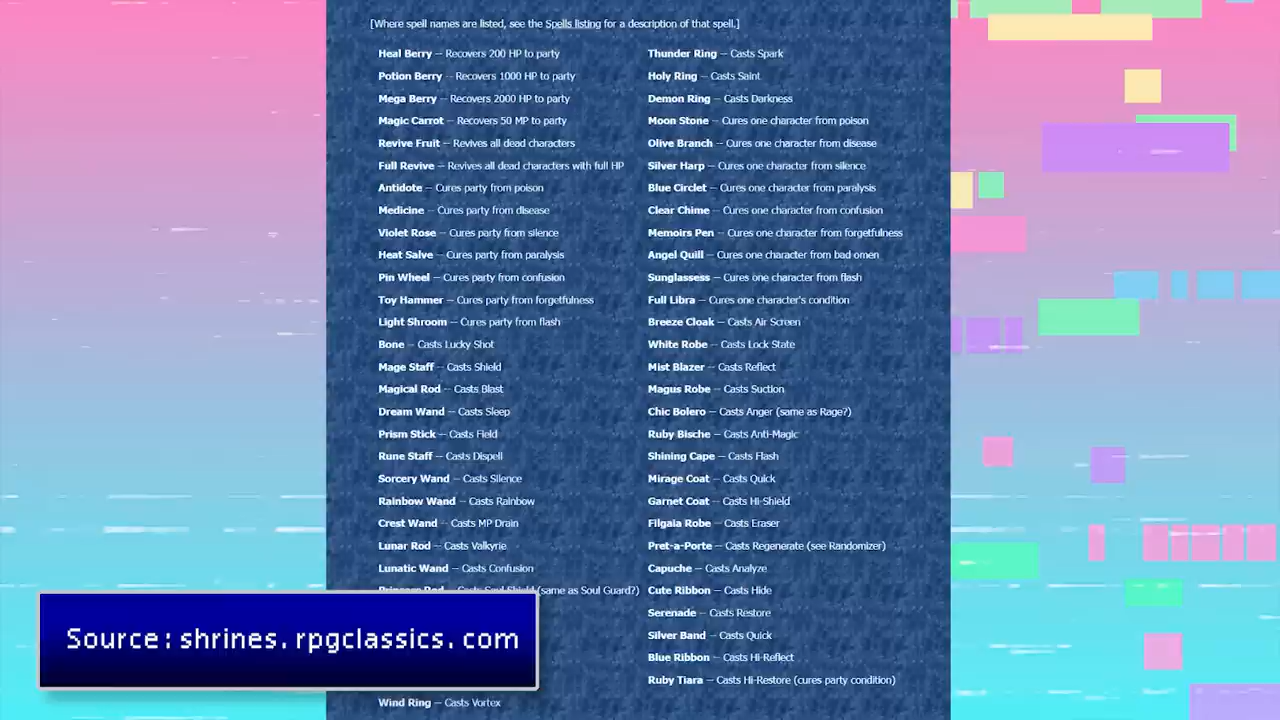 [Where spell names are listed, see the Spells listing for a description of that spell.]
Heal Berry – Recovers 200 HP to party
Potion Berry – Recovers 1000 HP to party
Mega Berry – Recovers 2000 HP to party
Magic Carrot – Recovers 50 MP to party
Revive Fruit – Revives all dead characters
Full Revive – Revives all dead characters with full HP
Antidote – Cures party from poison
Medicine – Cures party from disease
Violet Rose – Cures party from silence
Heat Salve – Cures party from paralysis
Pin Wheel – Cures party from confusion
Toy Hammer – Cures party from forgetfulness
Light Shroom – Cures party from flash
Bone – Casts Lucky Shot
Mage Staff – Casts Shield
Magical Rod – Casts Blast
Dream Wand – Casts Sleep
Prism Stick – Casts Field
Rune Staff – Casts Dispell
Sorcery Wand – Casts Silence
Rainbow Wand – Casts Rainbow
Crest Wand – Casts MP Drain
Lunar Rod – Casts Valkyrie
Lunatic Wand – Casts Confusion
Princess Rod – Casts Soul Shield (same as Soul Guard?)
Wind Ring – Casts Vortex
Thunder Ring – Casts Spark
Holy Ring – Casts Saint
Demon Ring – Casts Darkness
Moon Stone – Cures one character from poison
Olive Branch – Cures one character from disease
Silver Harp – Cures one character from silence
Blue Circlet – Cures one character from paralysis
Clear Chime – Cures one character from confusion
Memoirs Pen – Cures one character from forgetfulness
Angel Quill – Cures one character from bad omen
Sunglassess – Cures one character from flash
Full Libra – Cures one character's condition
Breeze Cloak – Casts Air Screen
White Robe – Casts Lock State
Mist Blazer – Casts Reflect
Magus Robe – Casts Suction
Chic Bolero – Casts Anger (same as Rage?)
Ruby Bische – Casts Anti-Magic
Shining Cape – Casts Flash
Mirage Coat – Casts Quick
Garnet Coat – Casts Hi-Shield
Filgaia Robe – Casts Eraser
Pret-a-Porte – Casts Regenerate (see Randomizer)
Capuche – Casts Analyze
Cute Ribbon – Casts Hide
Serenade – Casts Restore
Silver Band – Casts Quick
Blue Ribbon – Casts Hi-Reflect
Ruby Tiara – Casts Hi-Restore (cures party condition)
Source: shrines.rpgclassics.com